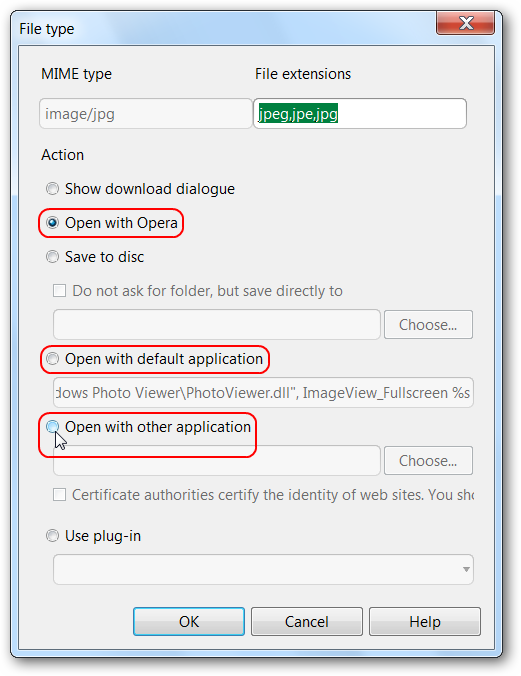 File type
MIME type File extensions
image/jpg jpeg,jpe,jpg
Action
Show download dialogue
Open with Opera
Save to disc
Do not ask for folder, but save directly to
Choose...
Open with default application
dows Photo Viewer\PhotoViewer.dll", ImageView_Fullscreen %s
Open with other application
Choose...
Certificate authorities certify the identity of web sites. You sho
Use plug-in
OK Cancel Help